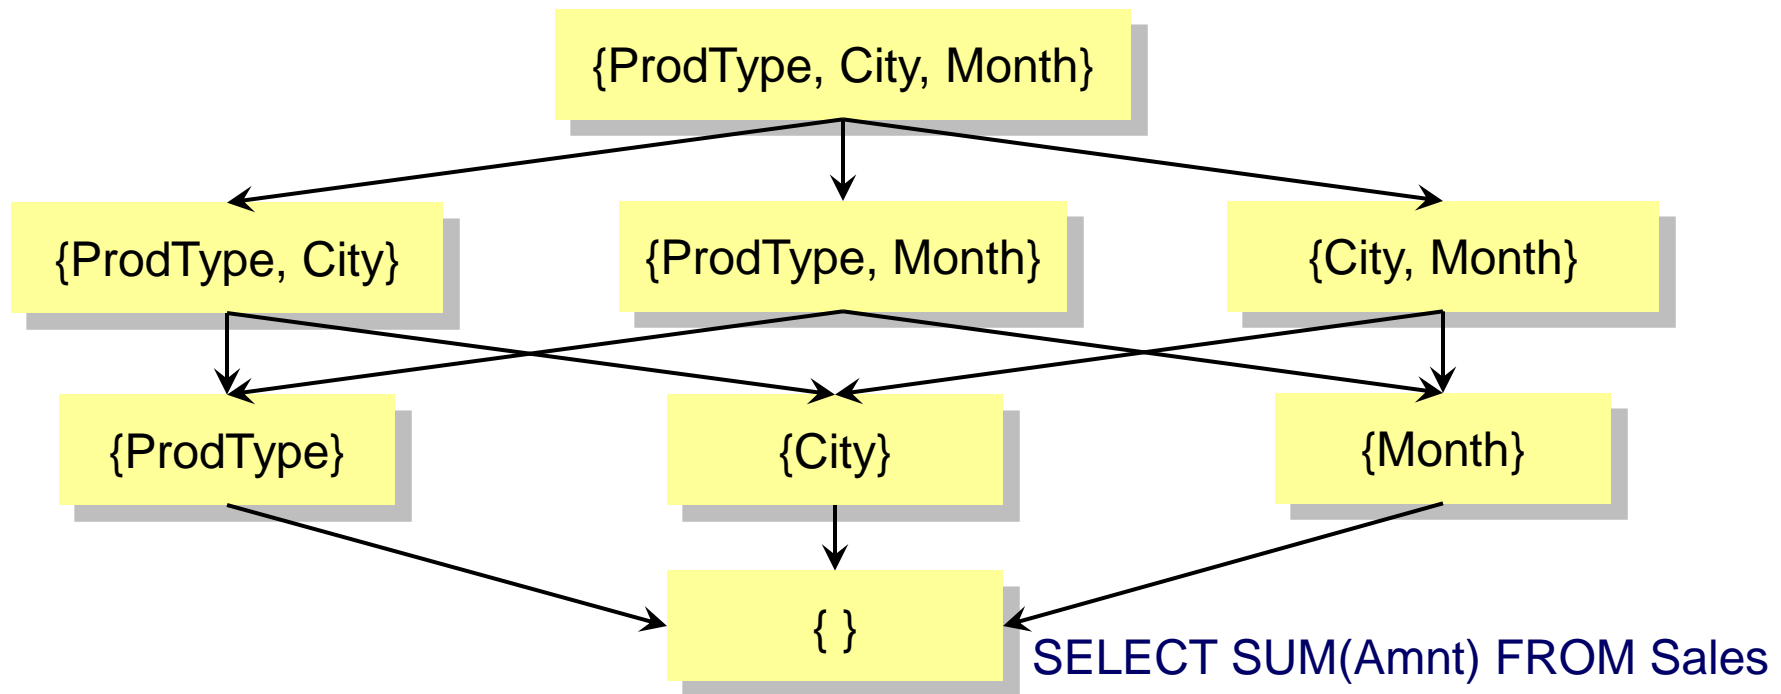 {ProdType, City, Month}
{ProdType, City}
{ProdType, Month}
{City, Month}
{ProdType}
{City}
{Month}
{ }
SELECT SUM(Amnt) FROM Sales